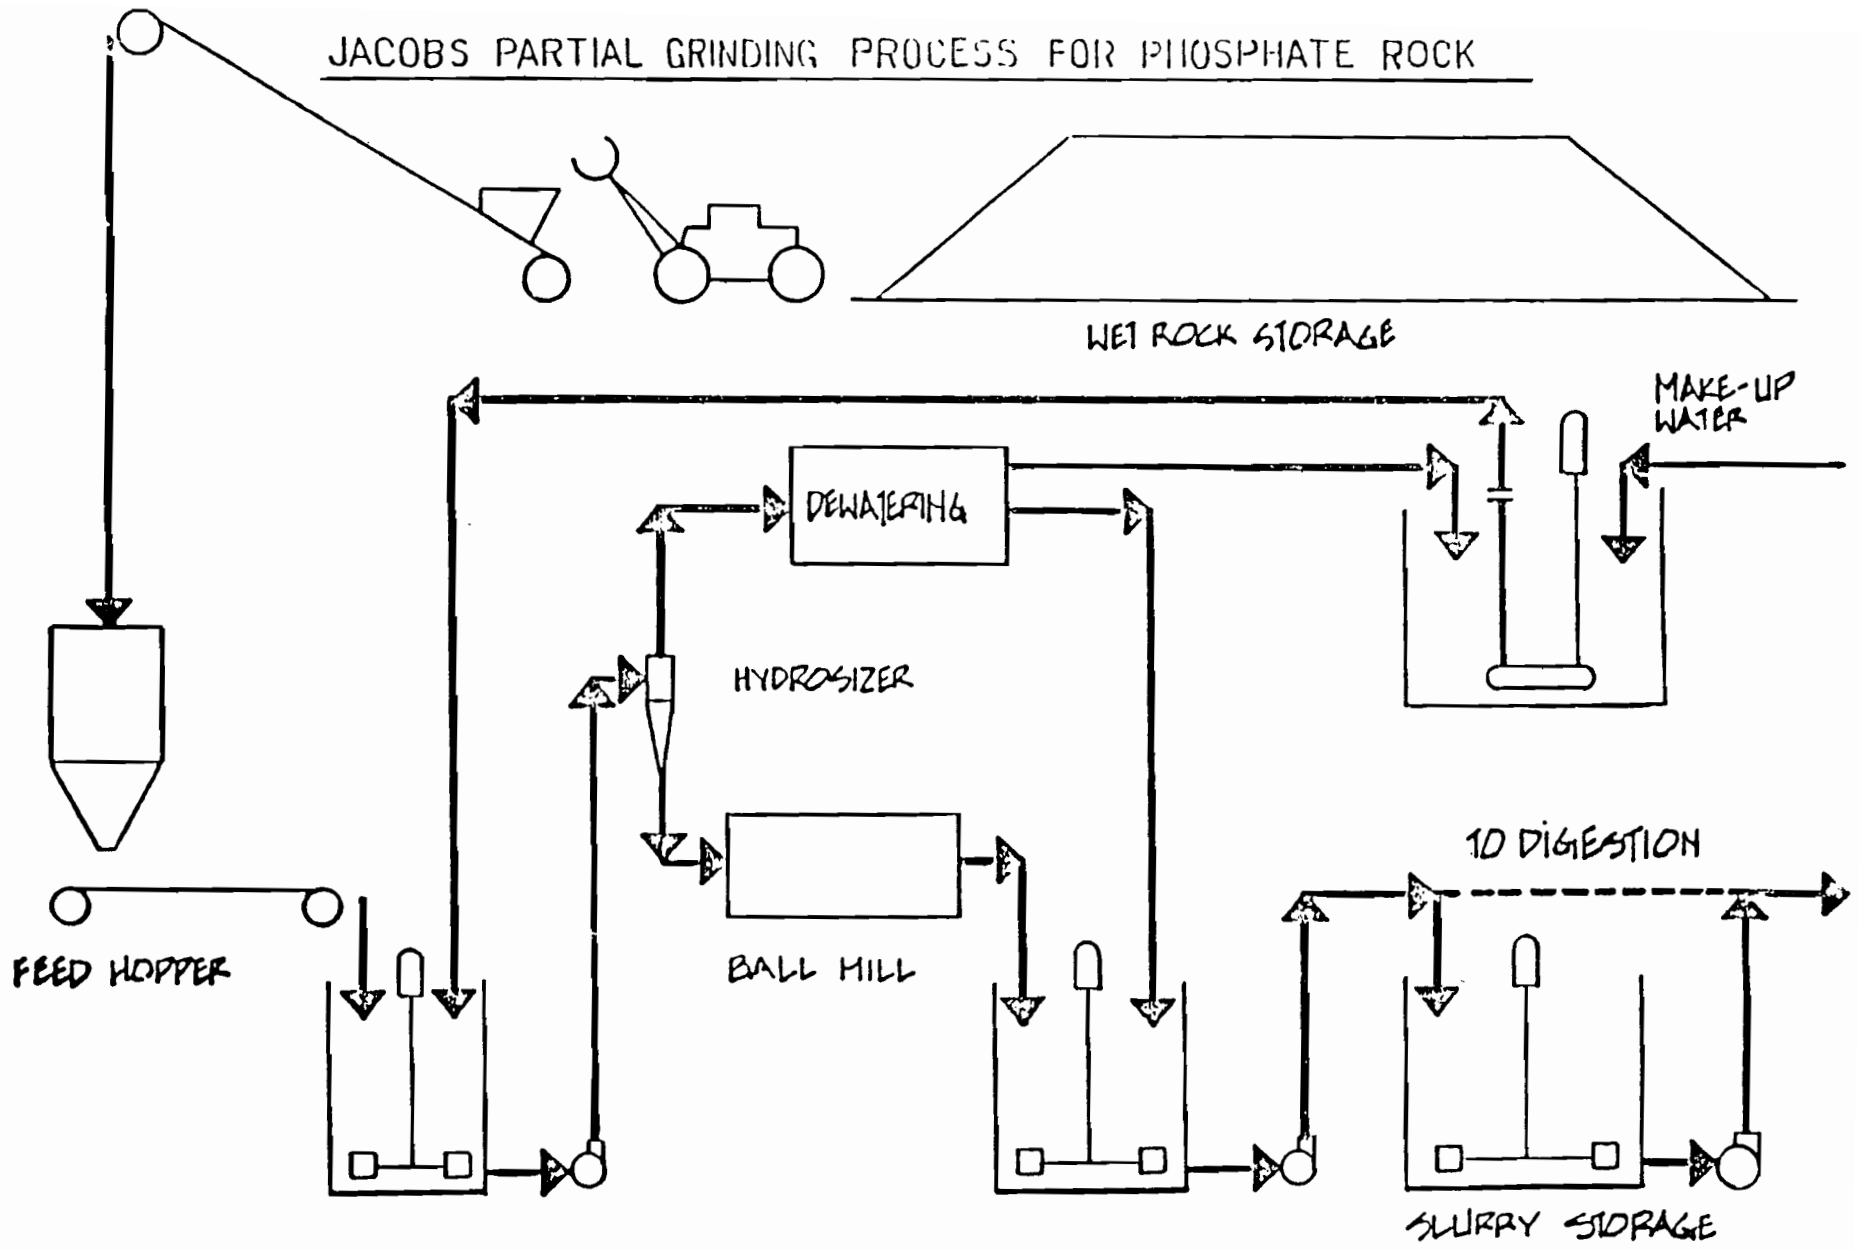 JACOBS PARTIAL GRINDING PROCESS FOR PHOSPHATE ROCK
WET ROCK STORAGE
MAKE-UP
WATER
DEWATERING
HYDROSIZER
TO DIGESTION
FEED HOPPER
BALL MILL
SLURRY STORAGE